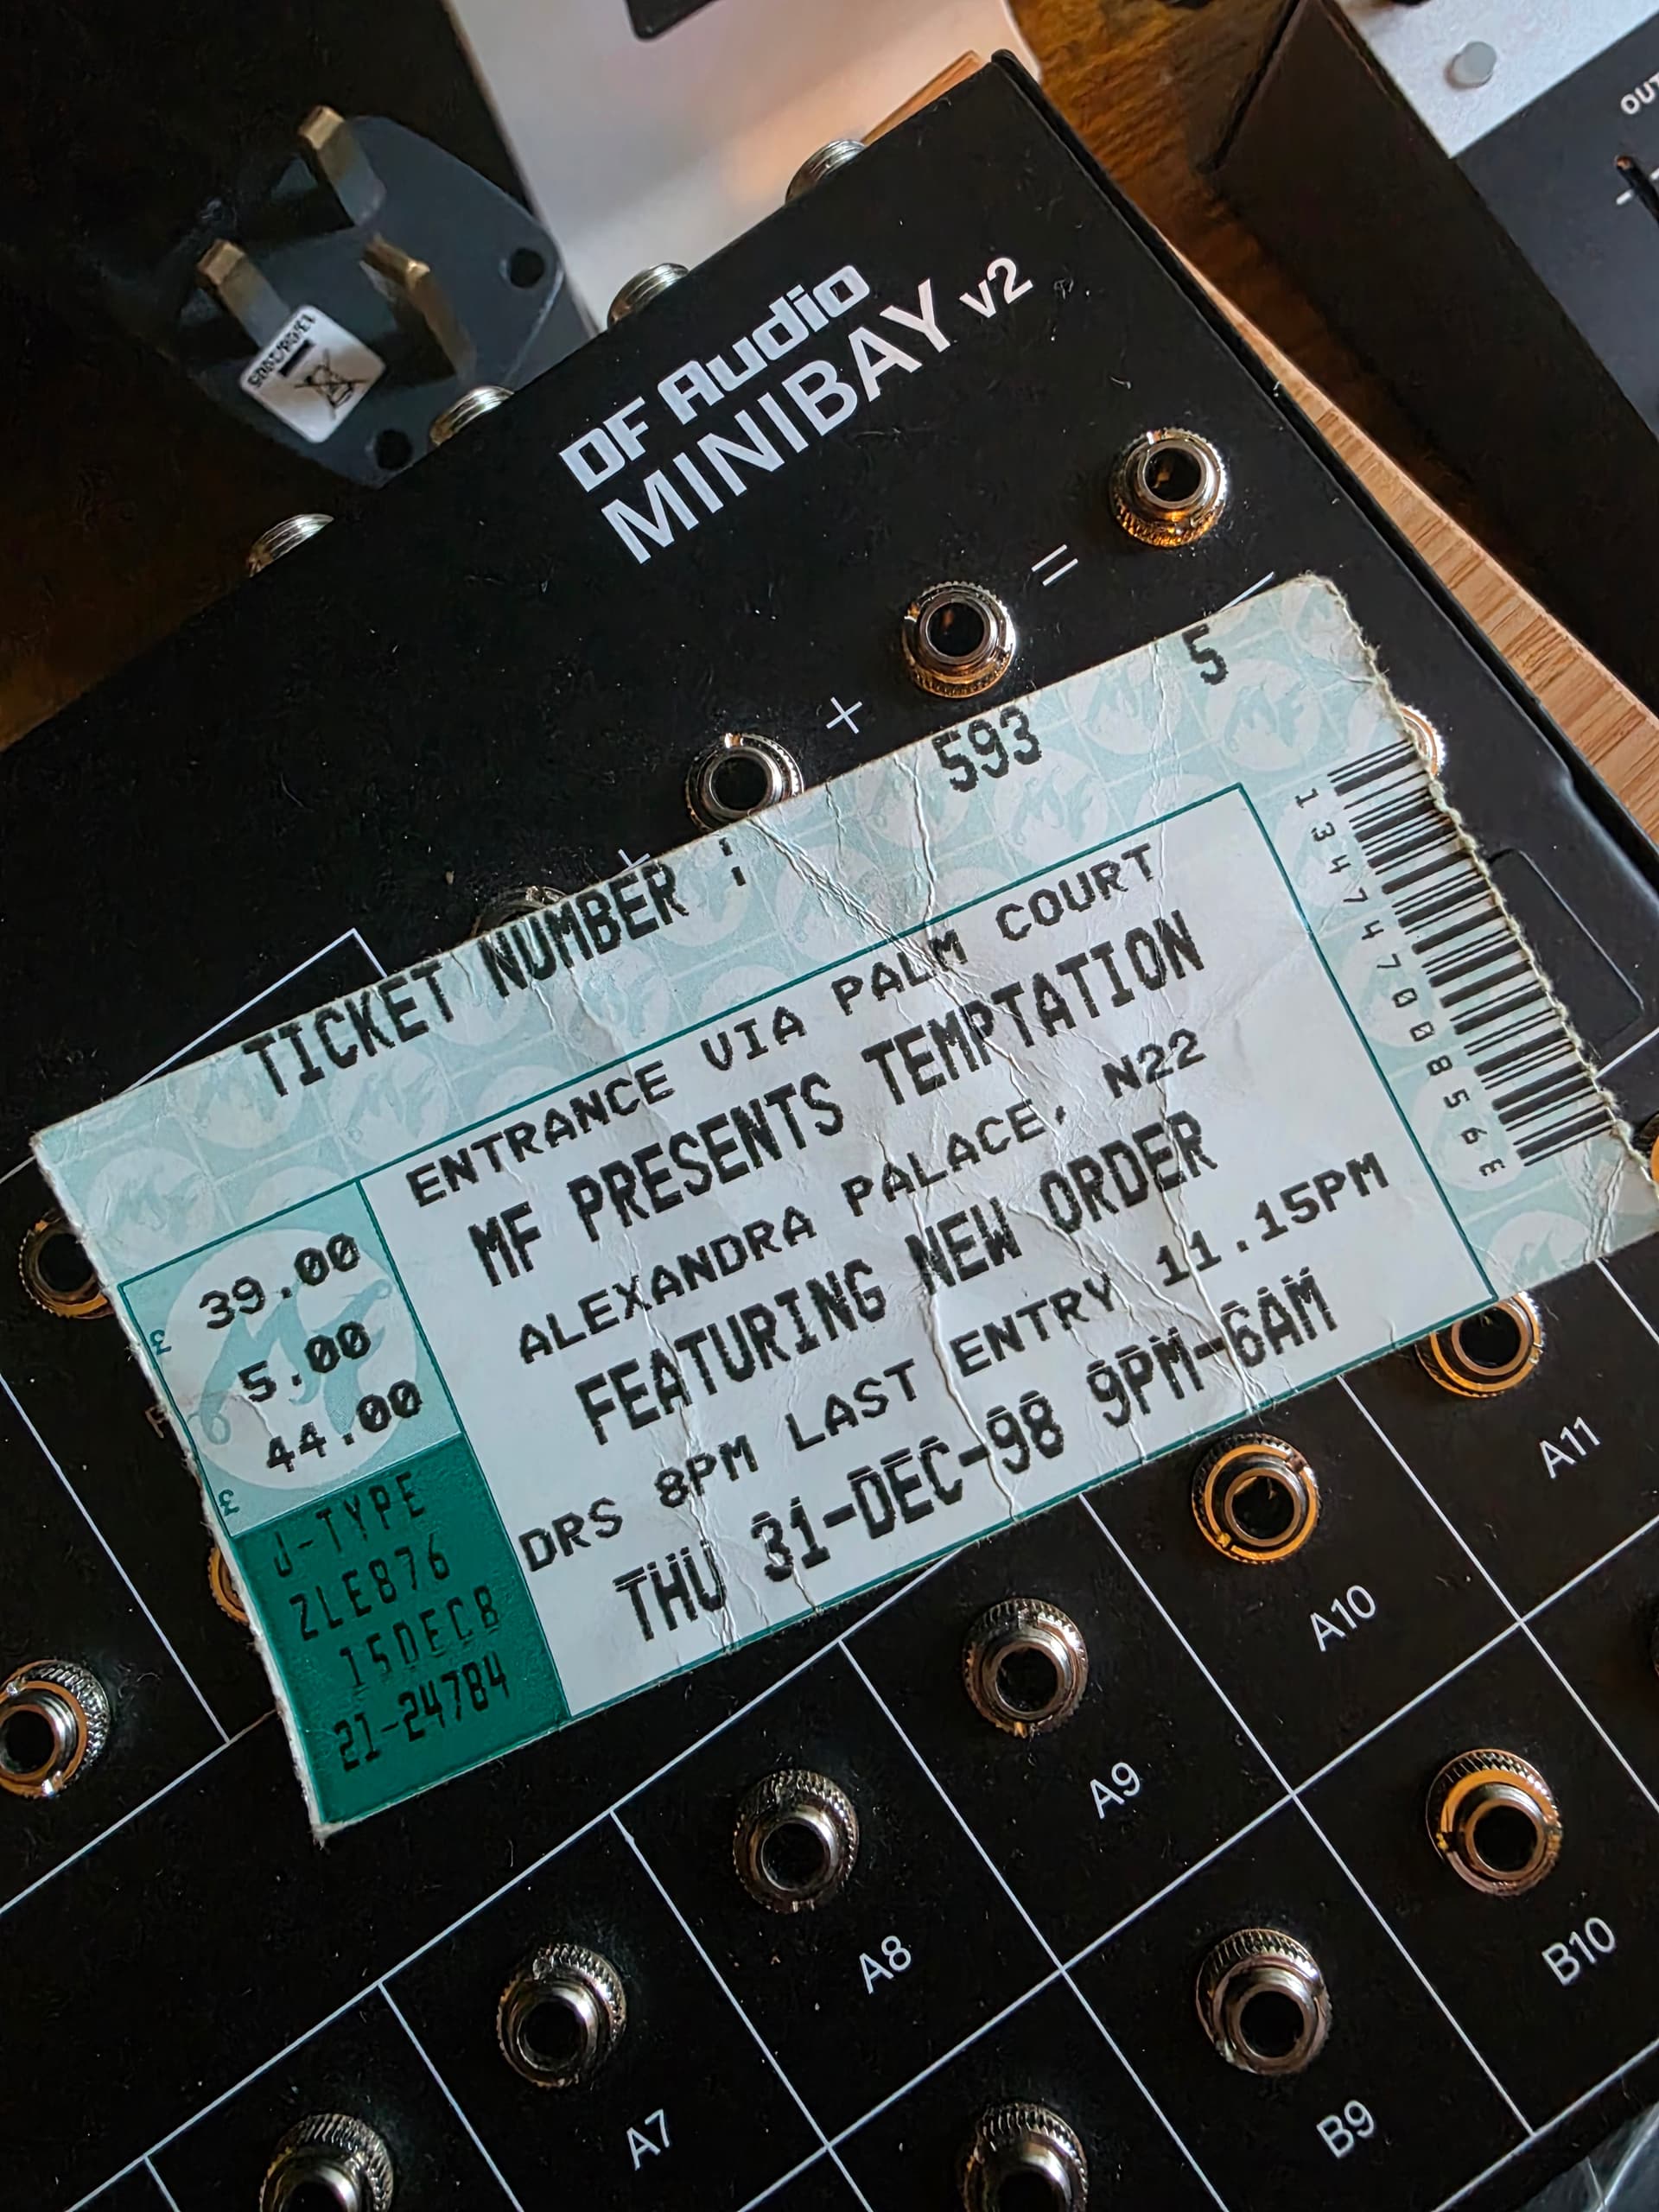 OUT
DF Audio
MINIBAY v2
=
+
+
5
593
TICKET NUMBER :
ENTRANCE VIA PALM COURT
MF PRESENTS TEMPTATION
ALEXANDRA PALACE, N22
FEATURING NEW ORDER
DRS 8PM LAST ENTRY 11.15PM
THU 31-DEC-98 9PM-6AM
£ 39.00
5.00
£ 44.00
J-TYPE
ZLE876
15DEC8
21-24784
A11
A10
A9
A8
A7
B10
B9